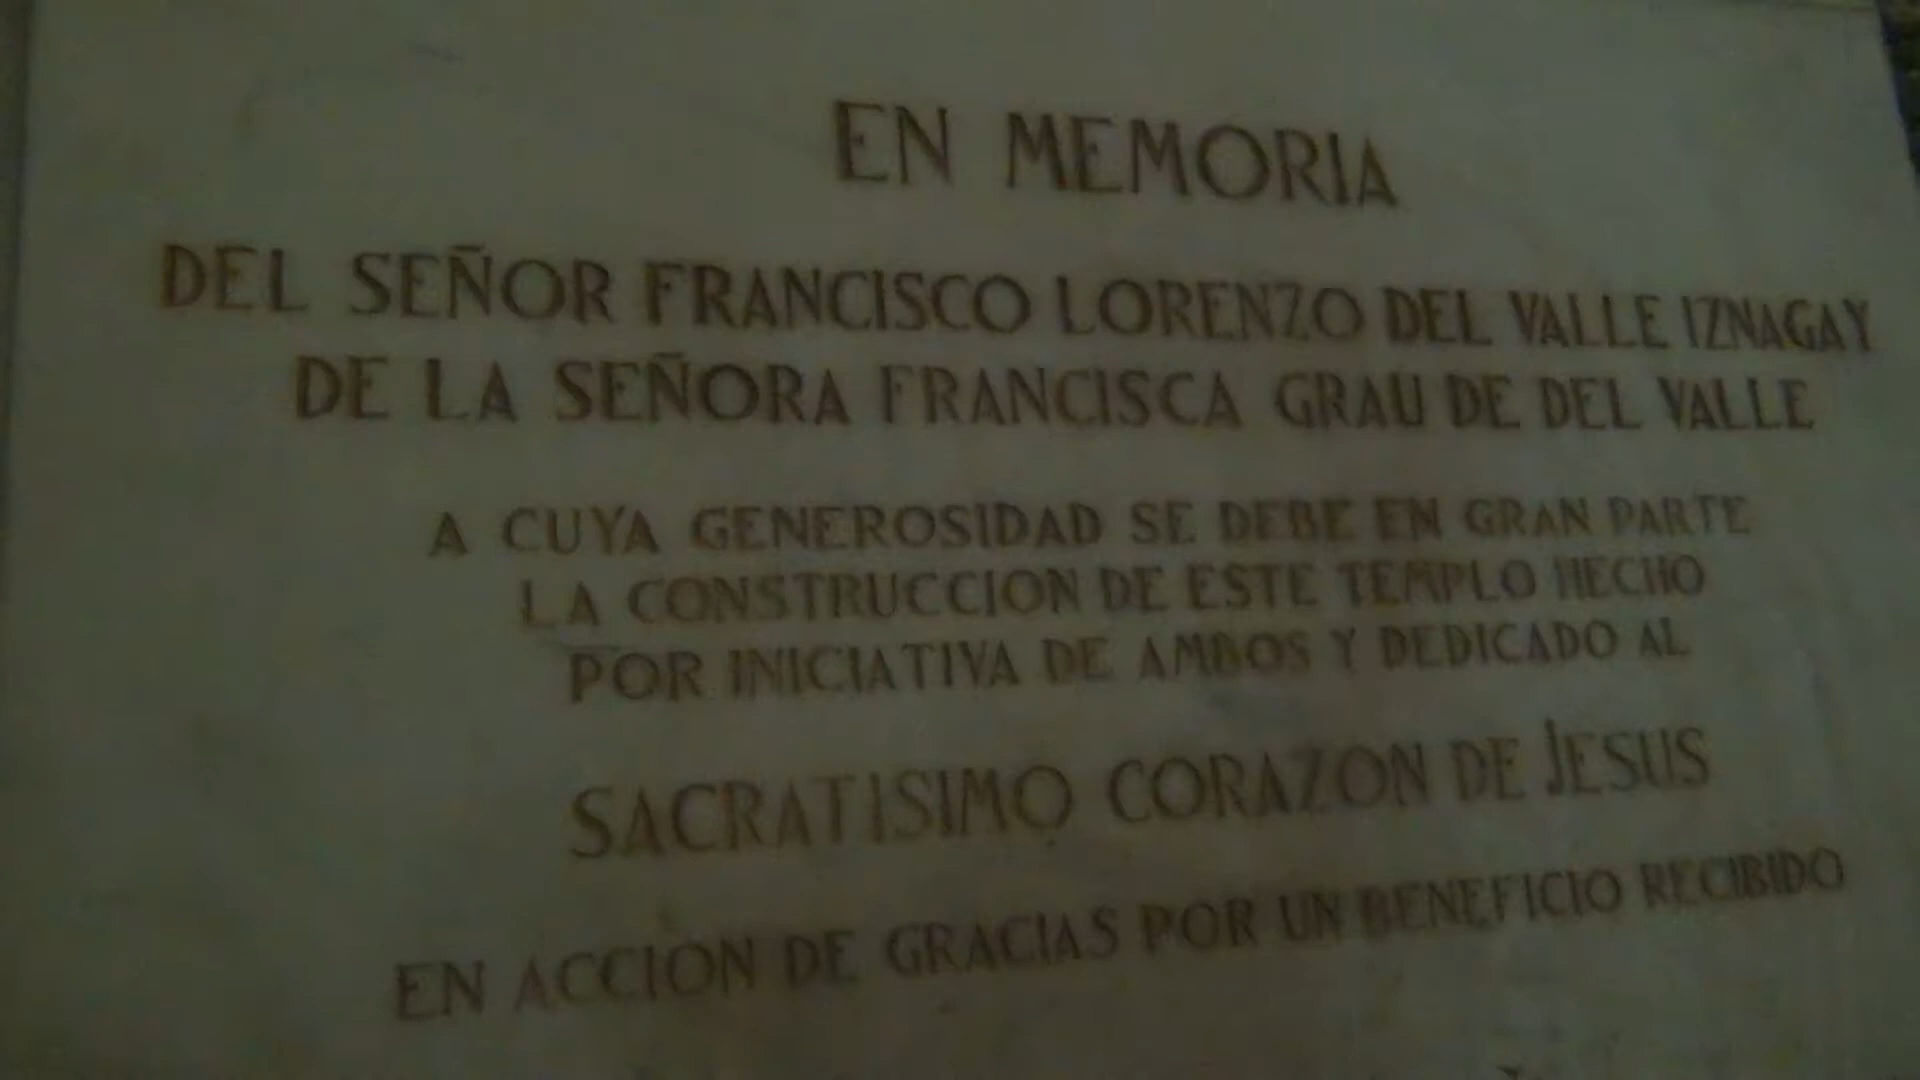 EN MEMORIA
DEL SEÑOR FRANCISCO LORENZO DEL VALLE IZNAGA Y
DE LA SEÑORA FRANCISCA GRAU DE DEL VALLE
A CUYA GENEROSIDAD SE DEBE EN GRAN PARTE
LA CONSTRUCCION DE ESTE TEMPLO HECHO
POR INICIATIVA DE AMBOS Y DEDICADO AL
SACRATISIMO CORAZON DE JESUS
EN ACCION DE GRACIAS POR UN BENEFICIO RECIBIDO